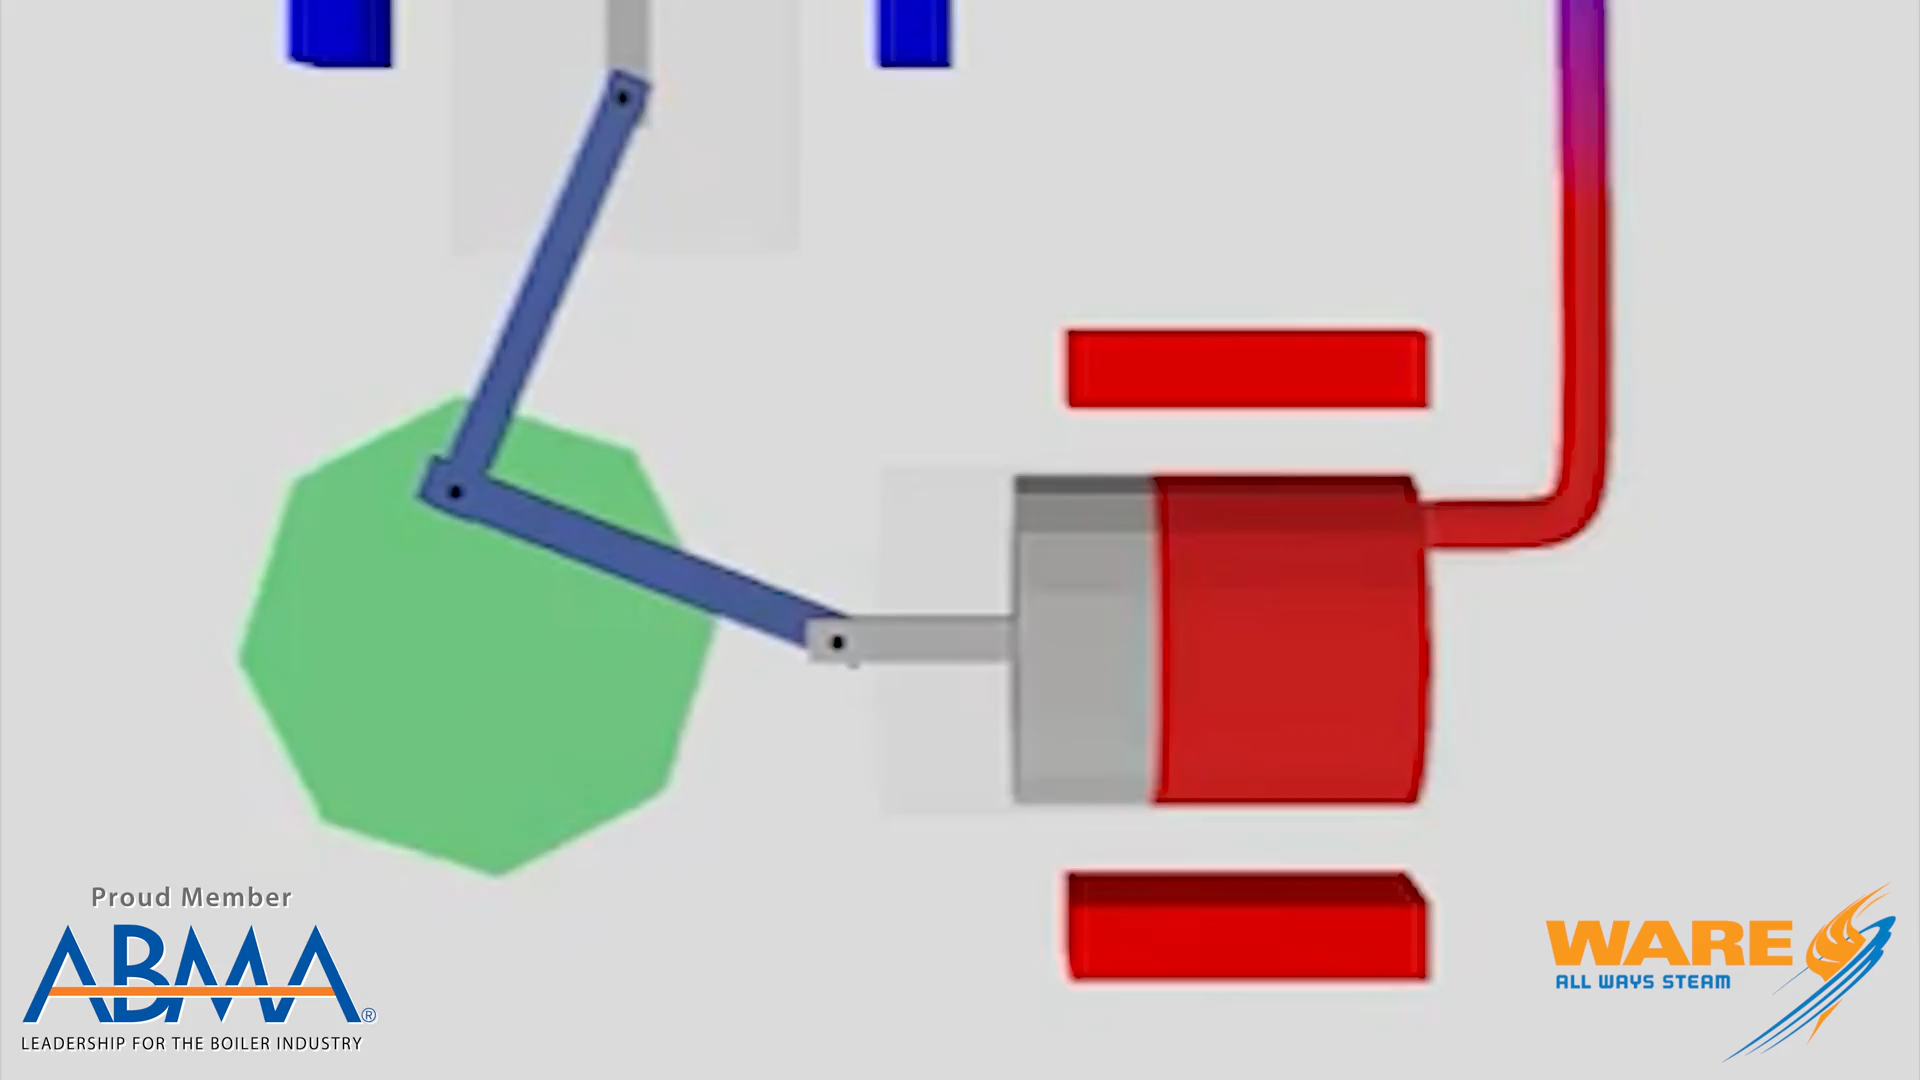 Proud Member
ABMA®
LEADERSHIP FOR THE BOILER INDUSTRY
WARE
ALL WAYS STEAM